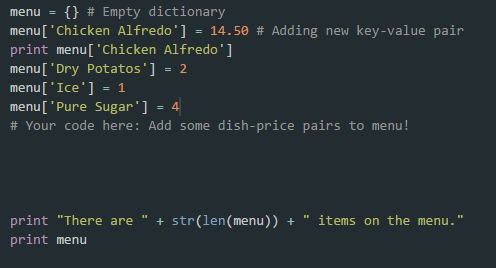 menu = {} # Empty dictionary
menu['Chicken Alfredo'] = 14.50 # Adding new key-value pair
print menu['Chicken Alfredo']
menu['Dry Potatos'] = 2
menu['Ice'] = 1
menu['Pure Sugar'] = 4
# Your code here: Add some dish-price pairs to menu!
print "There are " + str(len(menu)) + " items on the menu."
print menu